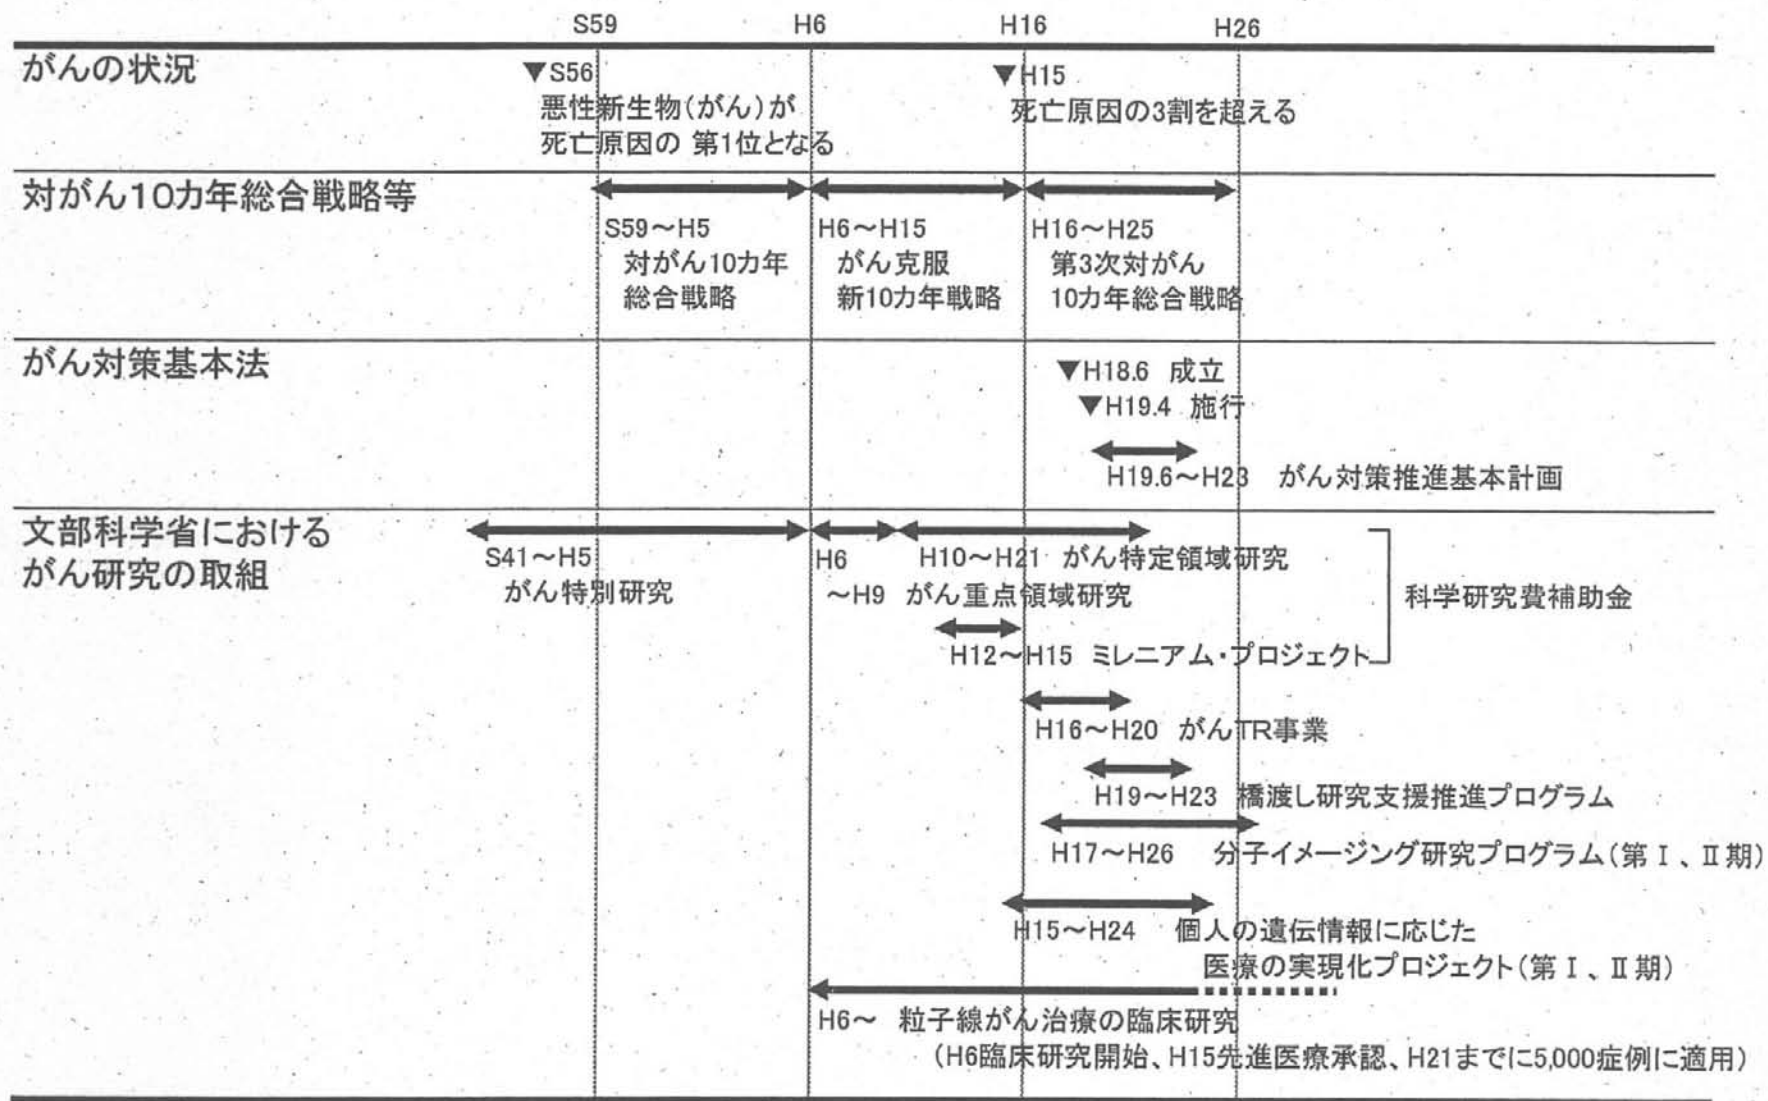 S59 H6 H16 H26
がんの状況
▼S56
悪性新生物(がん)が
死亡原因の 第1位となる
▼H15
死亡原因の3割を超える
対がん10カ年総合戦略等
S59～H5
対がん10カ年
総合戦略
H6～H15
がん克服
新10カ年戦略
H16～H25
第3次対がん
10カ年総合戦略
がん対策基本法
▼H18.6 成立
▼H19.4 施行
H19.6～H23 がん対策推進基本計画
文部科学省における
がん研究の取組
S41～H5
がん特別研究
H6
～H9 がん重点領域研究
H10～H21 がん特定領域研究
H12～H15 ミレニアム・プロジェクト
科学研究費補助金
H16～H20 がんTR事業
H19～H23 橋渡し研究支援推進プログラム
H17～H26 分子イメージング研究プログラム(第Ⅰ、Ⅱ期)
H15～H24 個人の遺伝情報に応じた
医療の実現化プロジェクト(第Ⅰ、Ⅱ期)
H6～ 粒子線がん治療の臨床研究
(H6臨床研究開始、H15先進医療承認、H21までに5,000症例に適用)